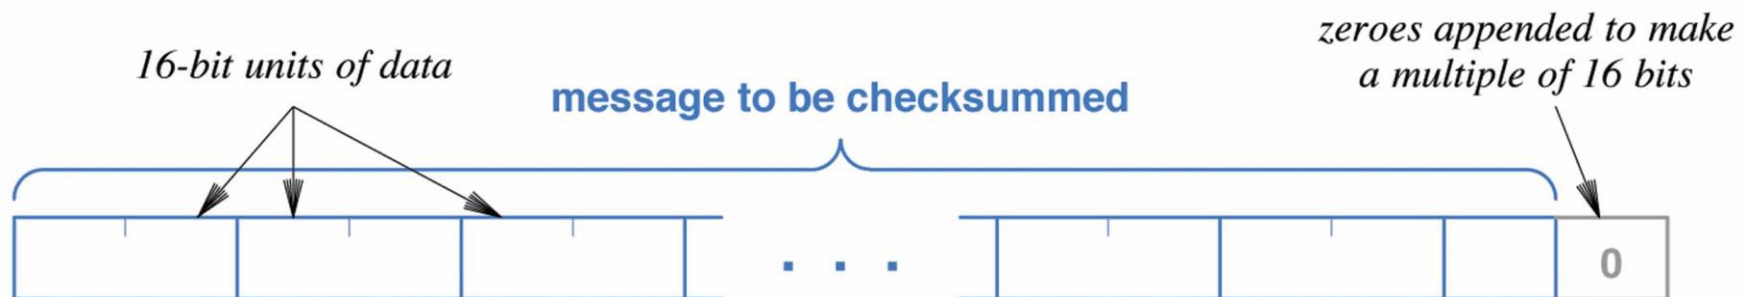 16-bit units of data
message to be checksummed
zeroes appended to make
a multiple of 16 bits
. . .
0